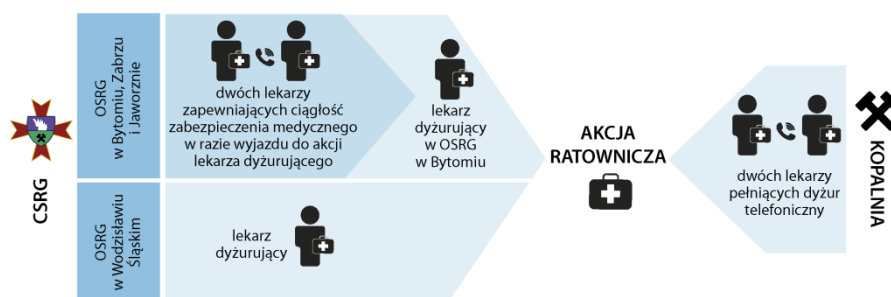 CSRG
OSRG
w Bytomiu, Zabrzu
i Jaworznie
dwóch lekarzy
zapewniających ciągłość
zabezpieczenia medycznego
w razie wyjazdu do akcji
lekarza dyżurującego
lekarz
dyżurujący
w OSRG
w Bytomiu
OSRG
w Wodzisławiu
Śląskim
lekarz
dyżurujący
AKCJA
RATOWNICZA
dwóch lekarzy
pełniących dyżur
telefoniczny
KOPALNIA